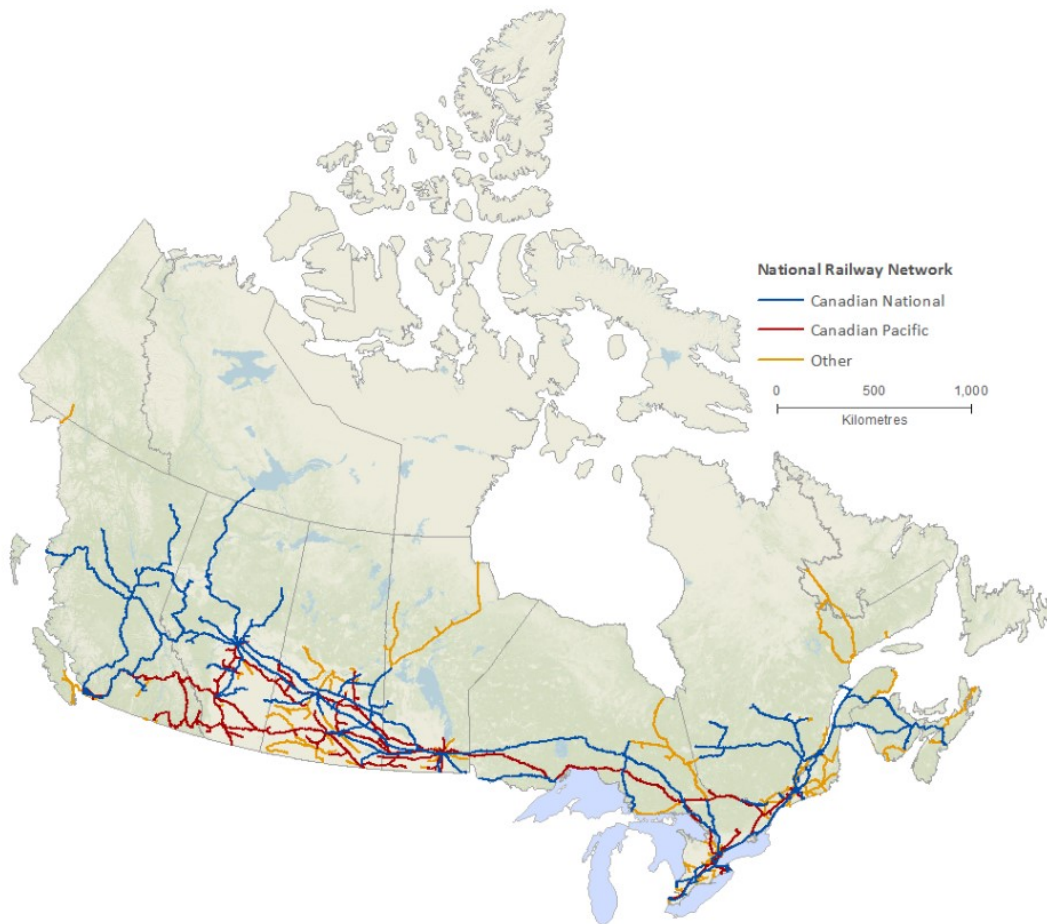 National Railway Network
Canadian National
Canadian Pacific
Other
0 500 1,000
Kilometres